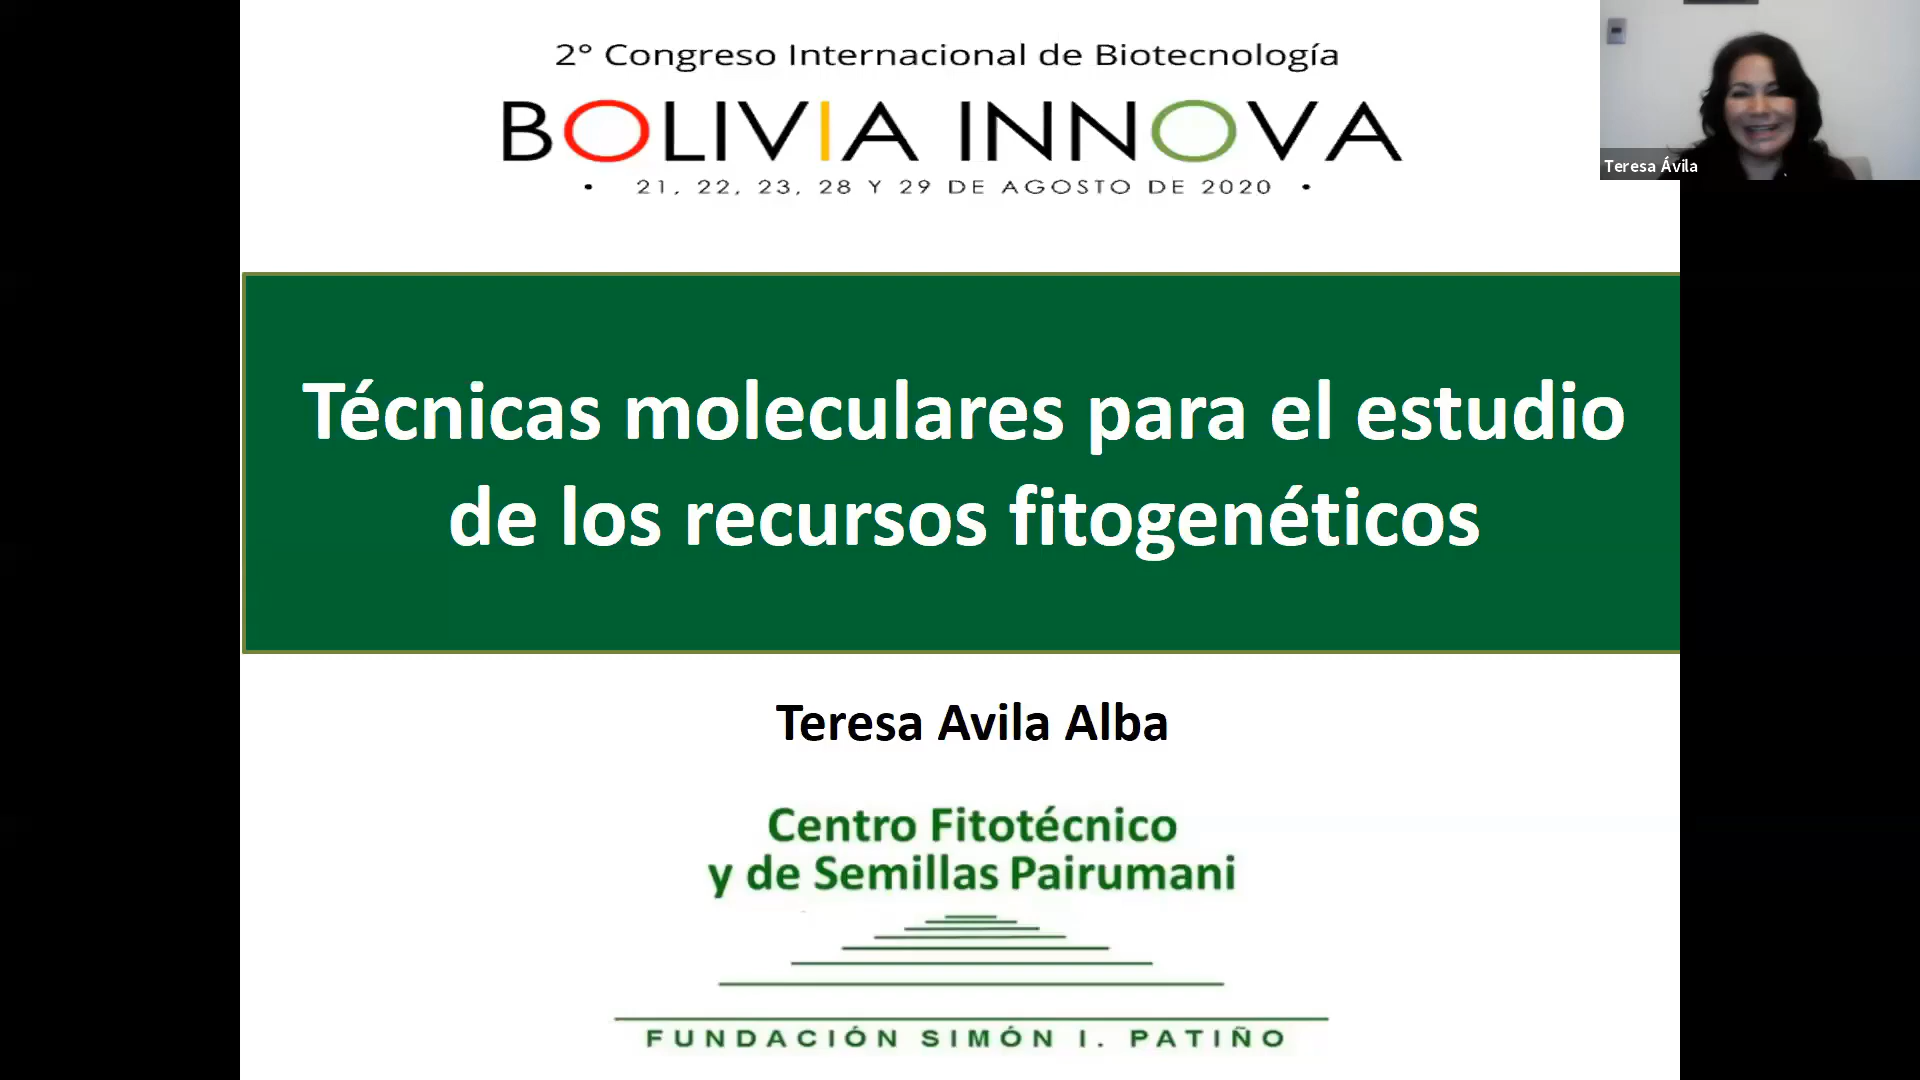 2° Congreso Internacional de Biotecnología
BOLIVIA INNOVA
• 21, 22, 23, 28 Y 29 DE AGOSTO DE 2020 •
Teresa Ávila
Técnicas moleculares para el estudio
de los recursos fitogenéticos
Teresa Avila Alba
Centro Fitotécnico
y de Semillas Pairumani
FUNDACIÓN SIMÓN I. PATIÑO